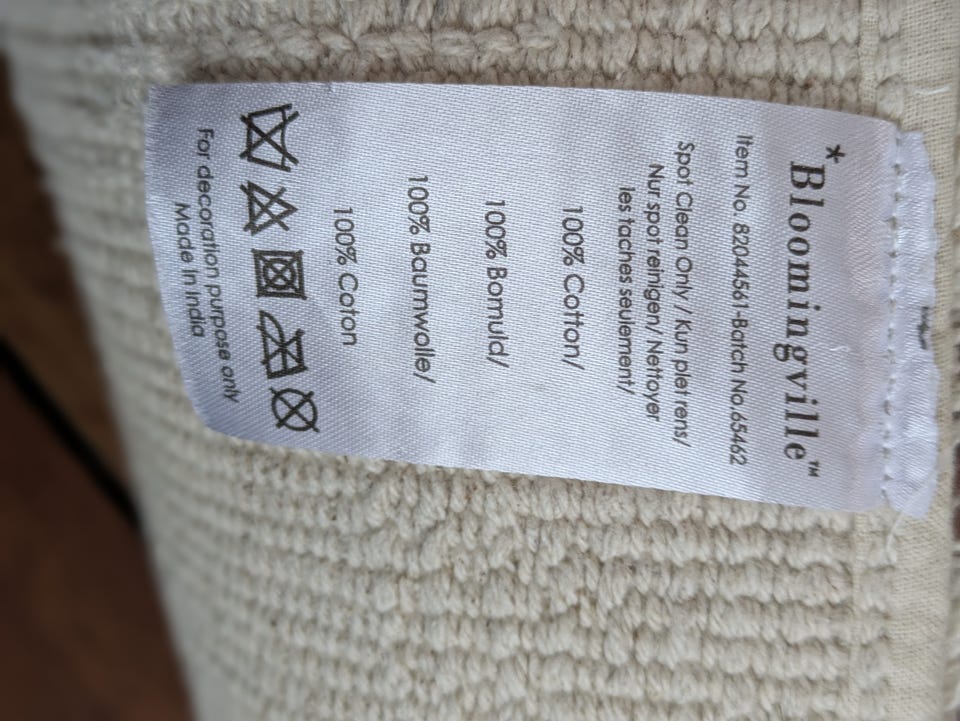 *Bloomingville™
Item No. 82044561-Batch No.65462
Spot Clean Only / Kun plet rens/
Nur spot reinigen/ Nettoyer
les taches seulement/
100% Cotton/
100% Bomuld/
100% Baumwolle/
100% Coton
For decoration purpose only
Made in India